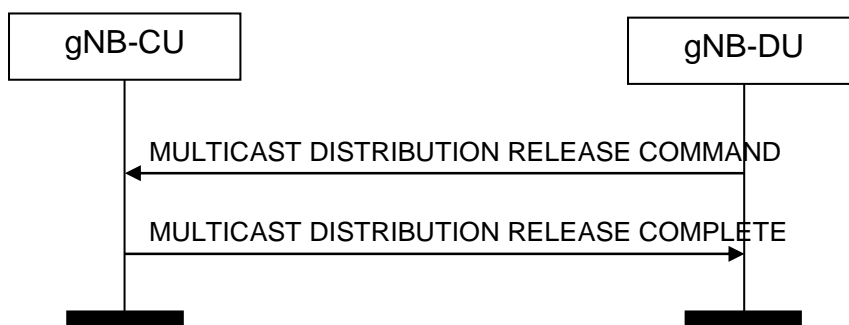 gNB-CU
gNB-DU
MULTICAST DISTRIBUTION RELEASE COMMAND
MULTICAST DISTRIBUTION RELEASE COMPLETE